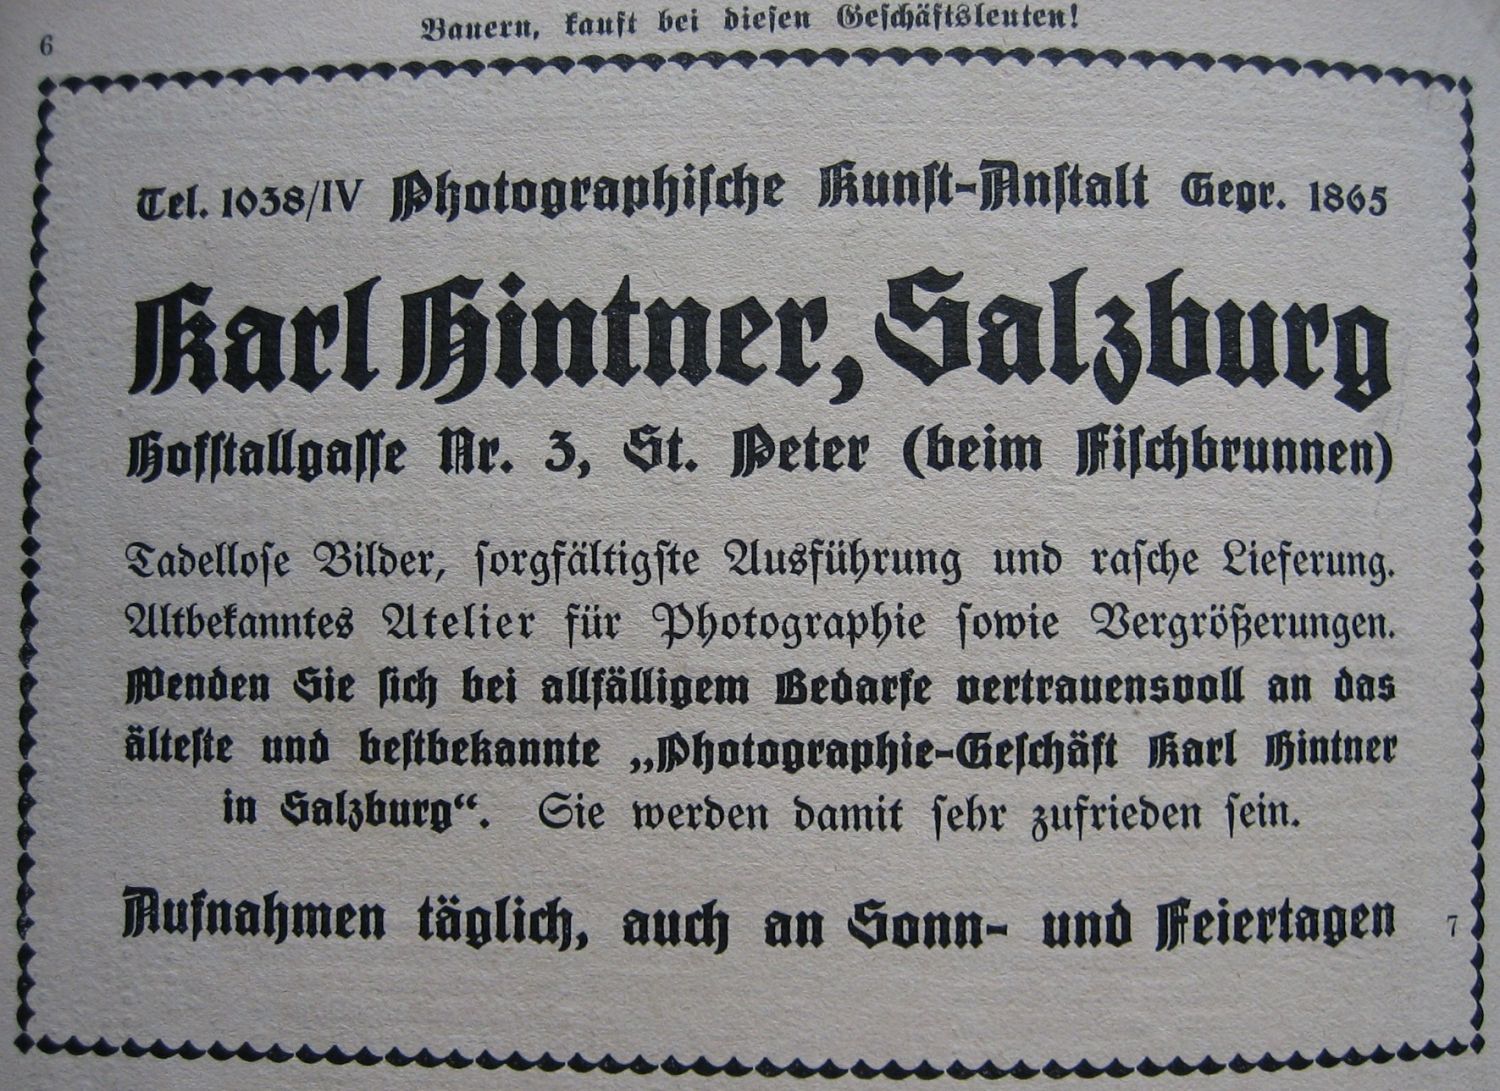 6
Bauern, kauft bei diesen Geschäftsleuten!
Tel. 1038/IV Photographische Kunst-Anstalt Gegr. 1865
Karl Hintner, Salzburg
Hofstallgasse Nr. 3, St. Peter (beim Fischbrunnen)
Tadellose Bilder, sorgfältigste Ausführung und rasche Lieferung.
Altbekanntes Atelier für Photographie sowie Vergrößerungen.
Wenden Sie sich bei allfälligem Bedarfe vertrauensvoll an das
älteste und bestbekannte „Photographie-Geschäft Karl Hintner
in Salzburg“. Sie werden damit sehr zufrieden sein.
Aufnahmen täglich, auch an Sonn- und Feiertagen
7